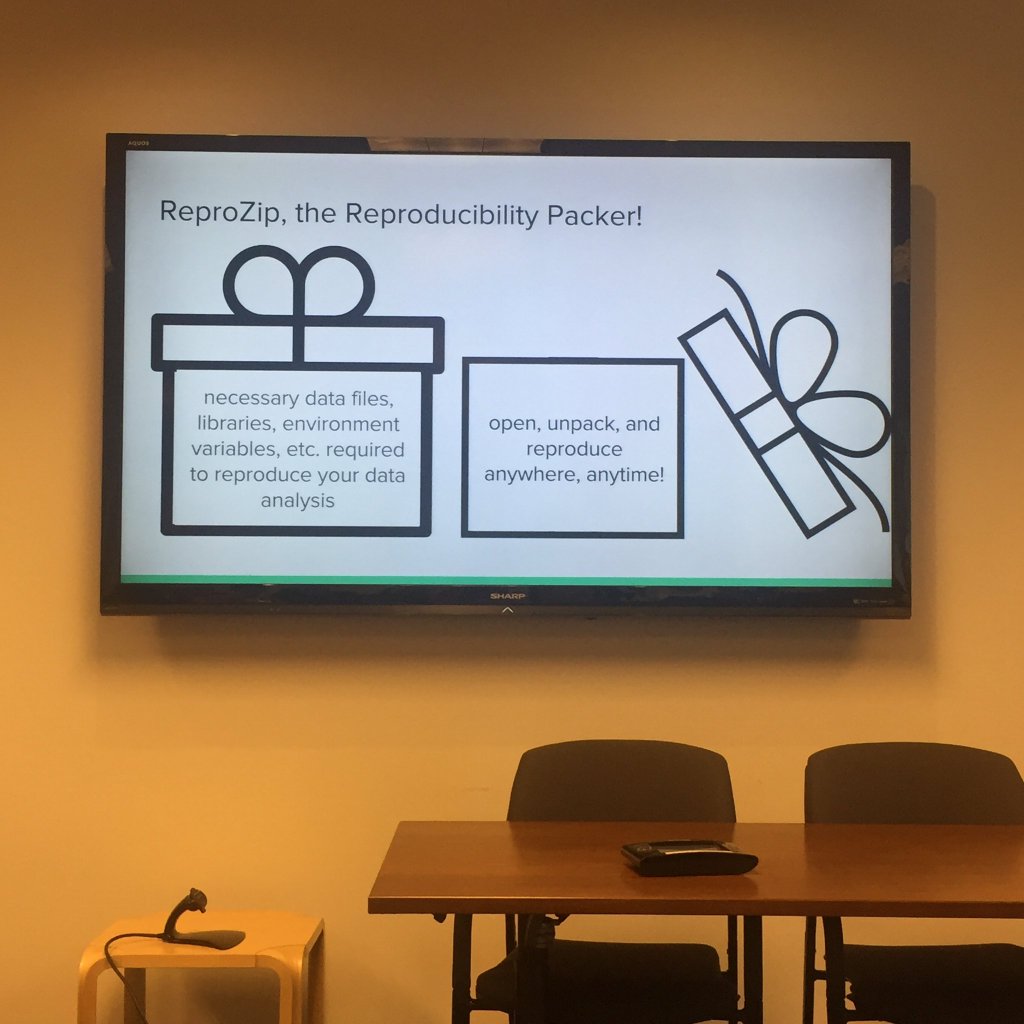 AQUOS
ReproZip, the Reproducibility Packer!
necessary data files,
libraries, environment
variables, etc. required
to reproduce your data
analysis
open, unpack, and
reproduce
anywhere, anytime!
SHARP